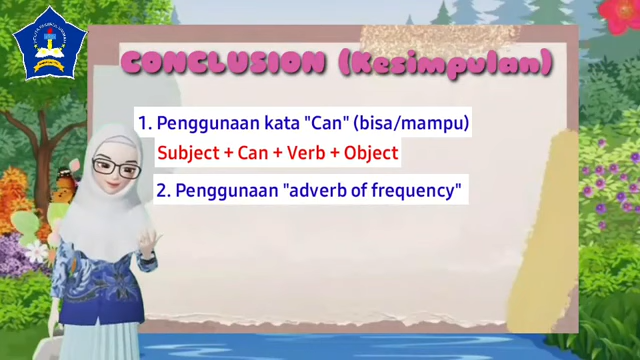 CONCLUSION (Kesimpulan)
1. Penggunaan kata "Can" (bisa/mampu)
Subject + Can + Verb + Object
2. Penggunaan "adverb of frequency"